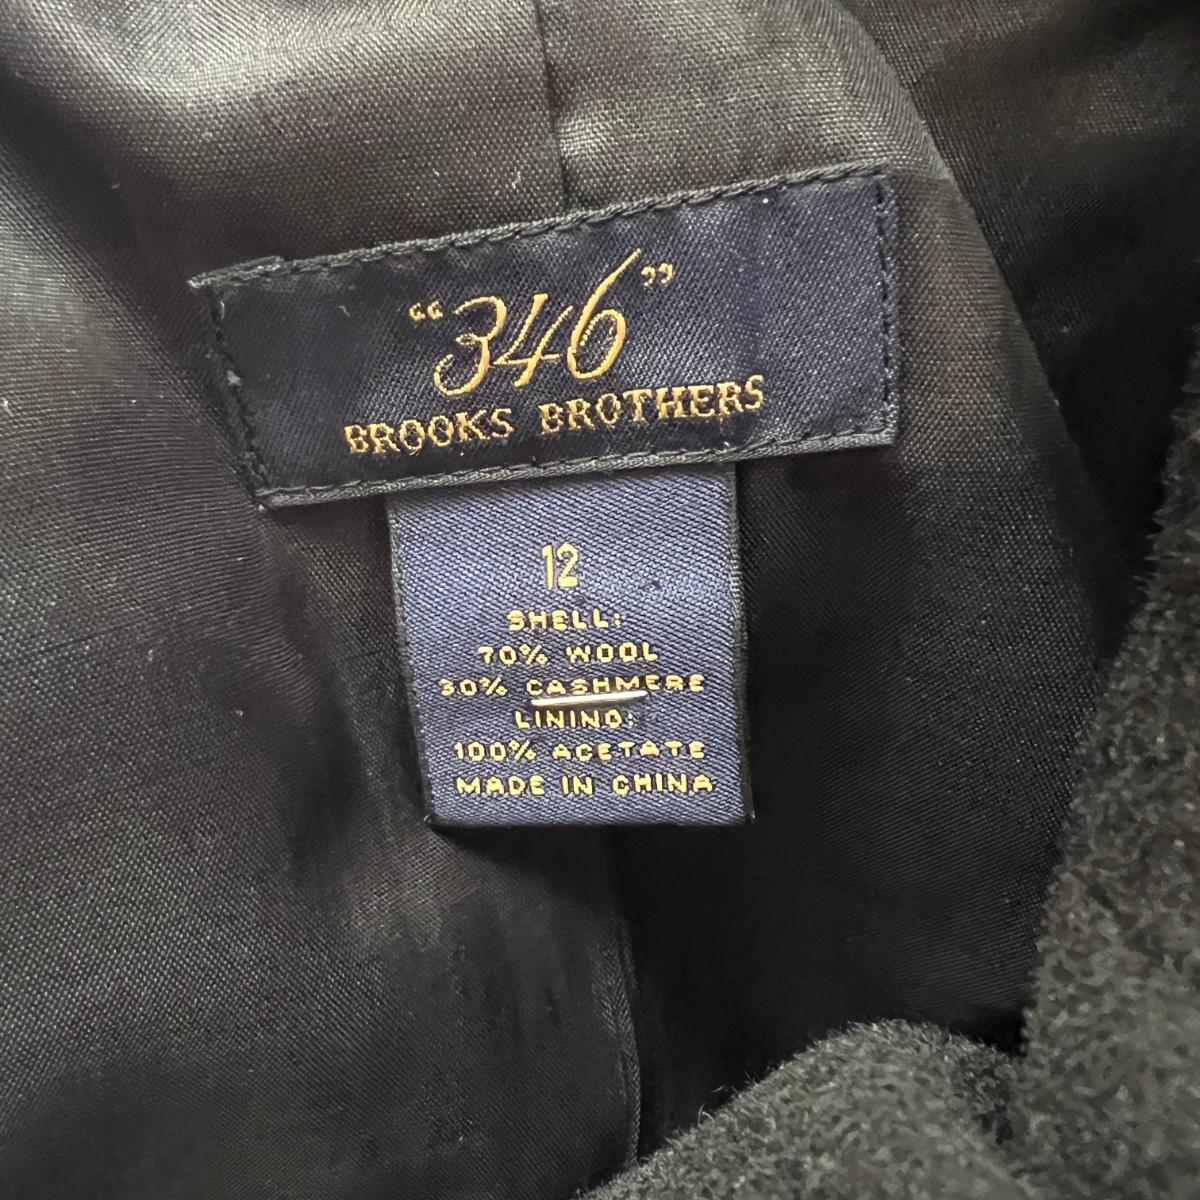 “346”
BROOKS BROTHERS
12
SHELL:
70% WOOL
30% CASHMERE
LINING:
100% ACETATE
MADE IN CHINA